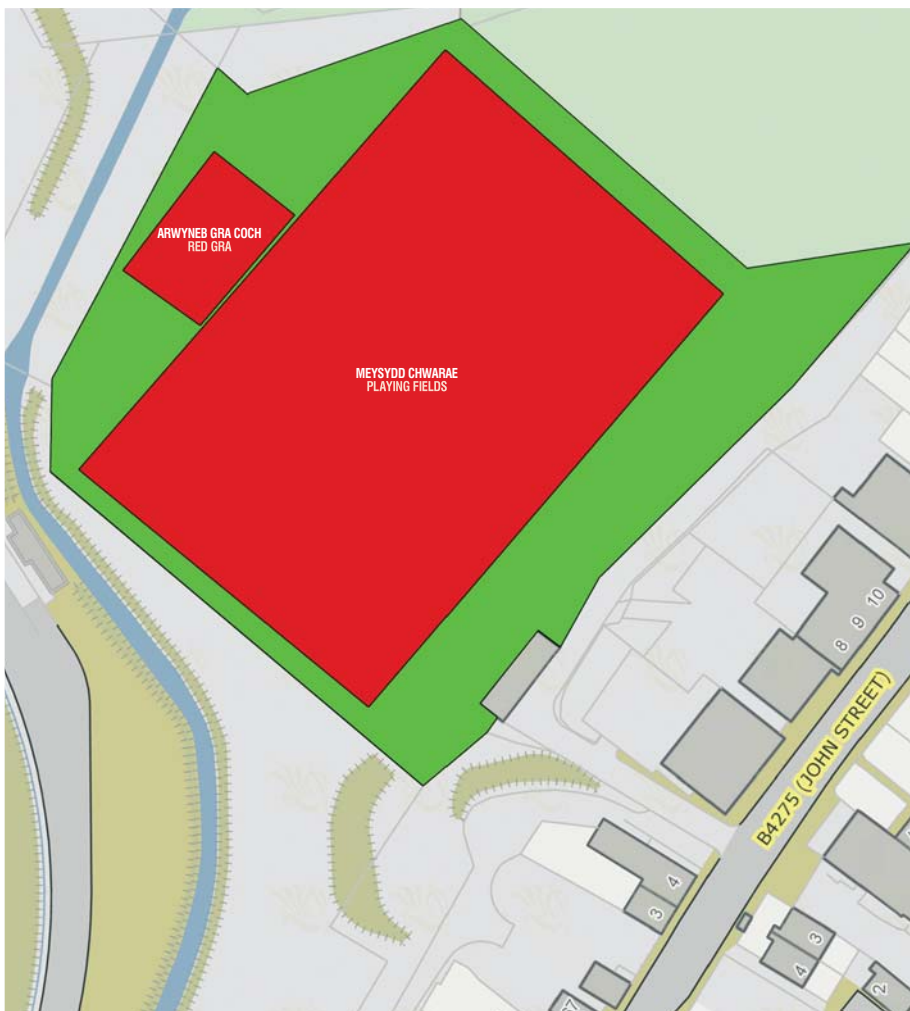 ARWYNEB GRA COCH
RED GRA
MEYSYDD CHWARAE
PLAYING FIELDS
10
9
8
B4275 (JOHN STREET)
4
3
3
4
2
67